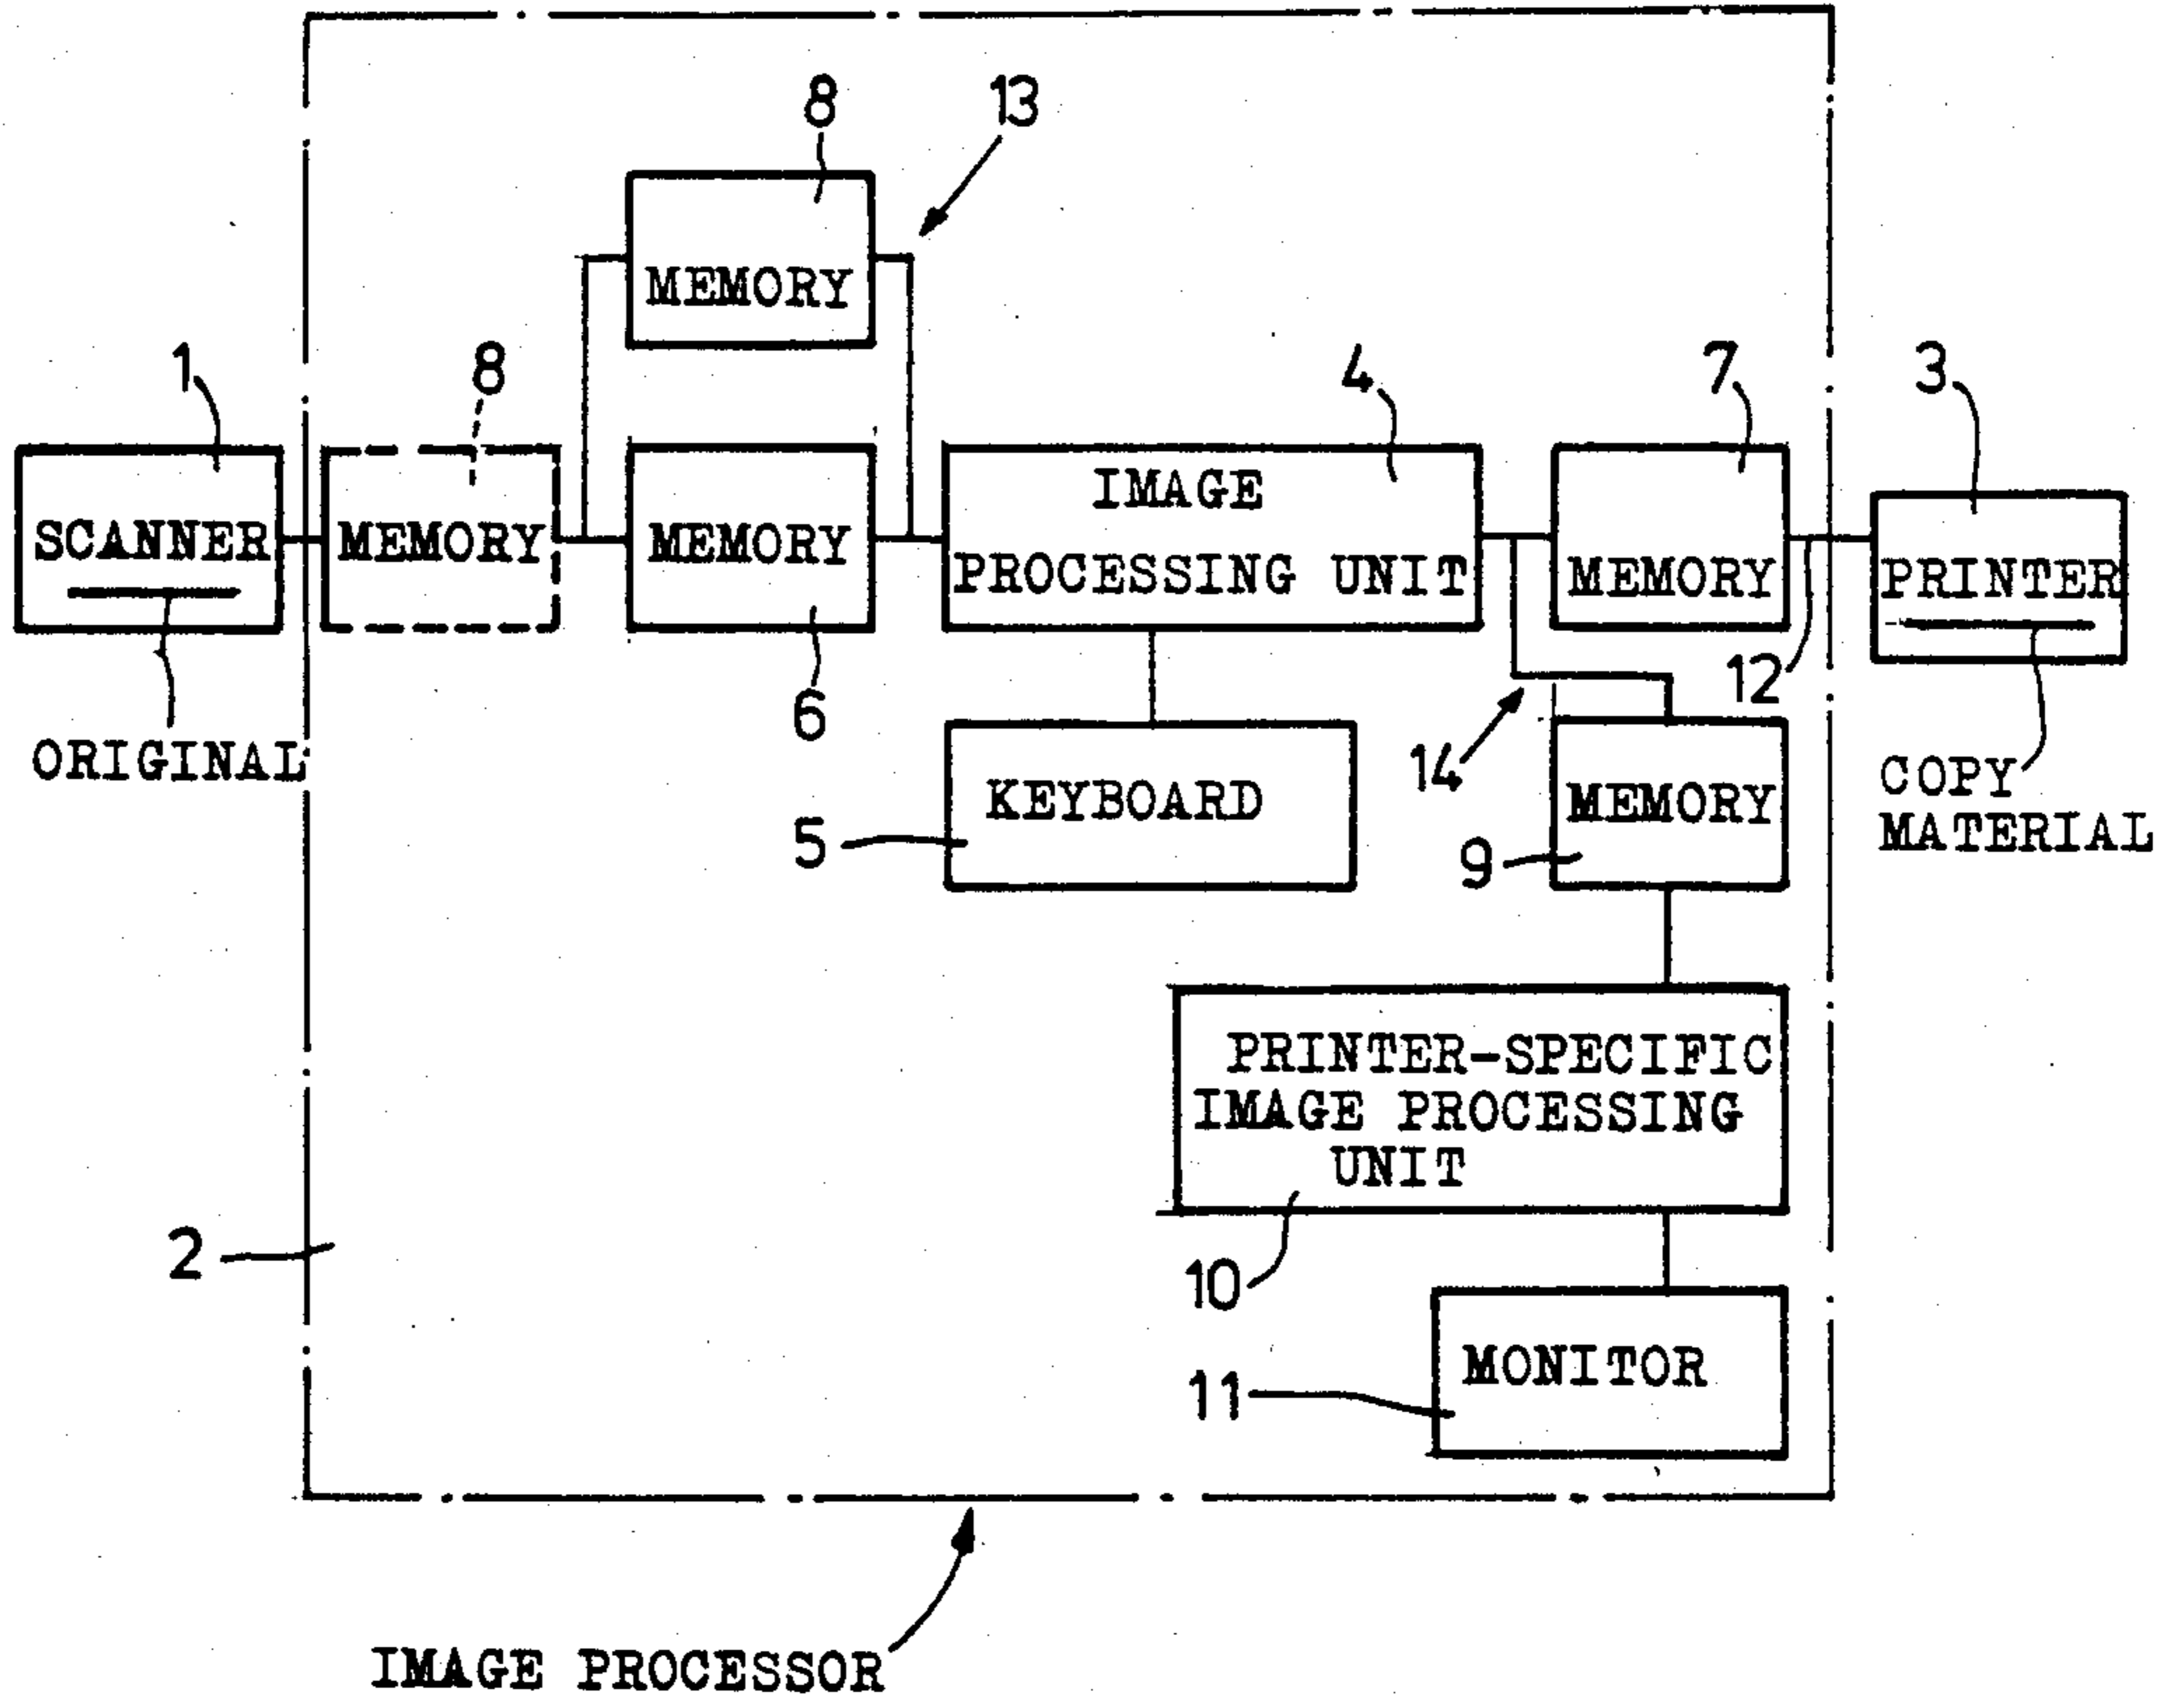 8
13
MEMORY
1
8
4
7
3
SCANNER
MEMORY
MEMORY
IMAGE
PROCESSING UNIT
MEMORY
PRINTER
12
6
ORIGINAL
14
COPY
MATERIAL
KEYBOARD
MEMORY
5
9
PRINTER-SPECIFIC
IMAGE PROCESSING
UNIT
2
10
MONITOR
11
IMAGE PROCESSOR